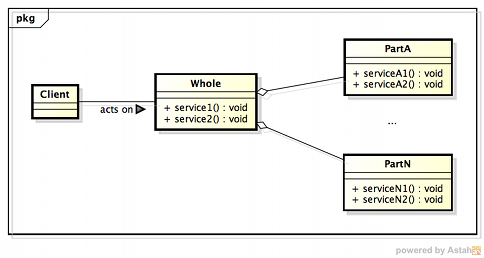 pkg
Client
acts on
Whole
+ service1() : void
+ service2() : void
PartA
+ serviceA1() : void
+ serviceA2() : void
...
PartN
+ serviceN1() : void
+ serviceN2() : void
powered by Astah